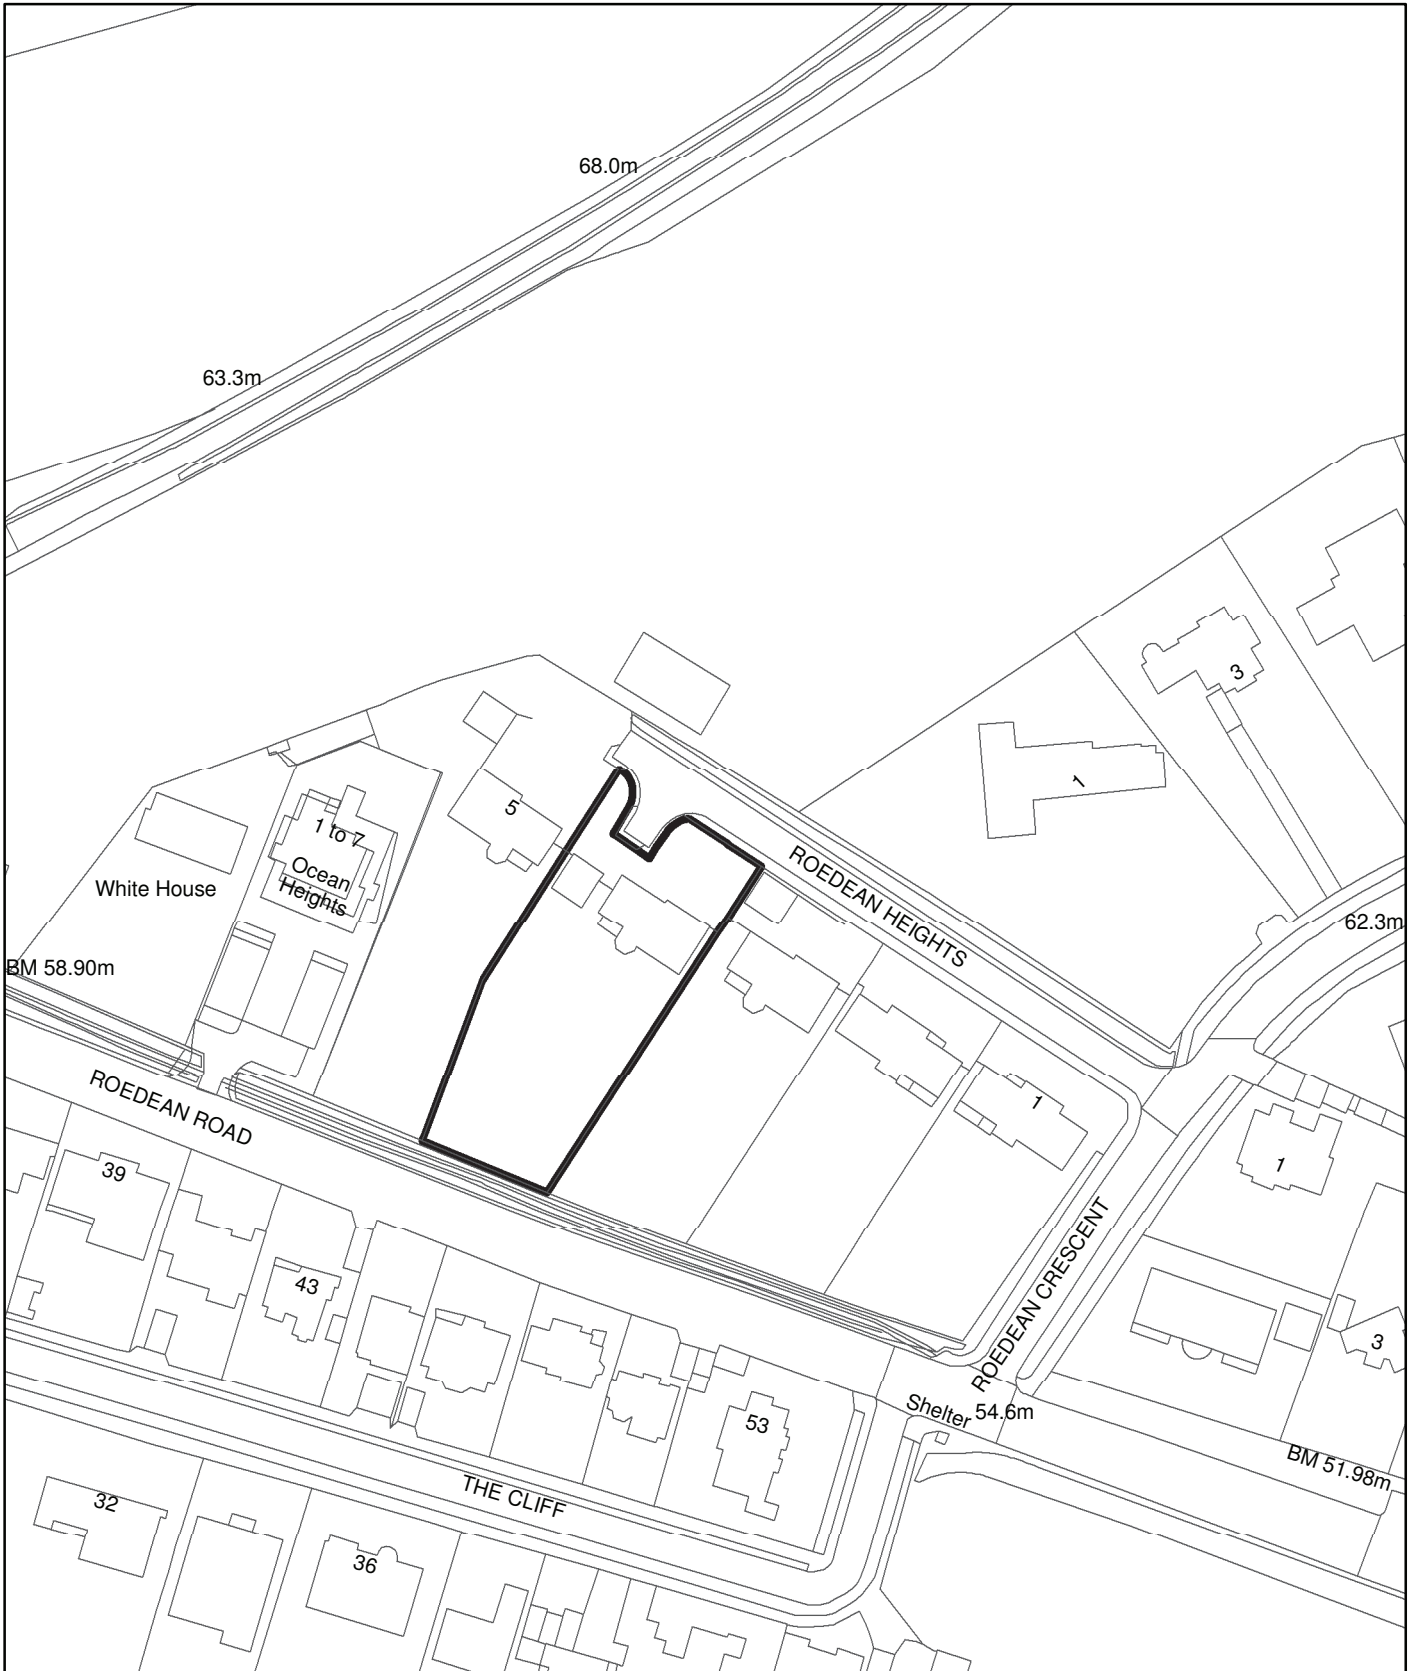 68.0m
63.3m
3
1
5
1 to 7
Ocean
Heights
White House
ROEDEAN HEIGHTS
62.3m
BM 58.90m
ROEDEAN ROAD
1
1
39
43
ROEDEAN CRESCENT
3
Shelter
54.6m
53
BM 51.98m
THE CLIFF
32
36